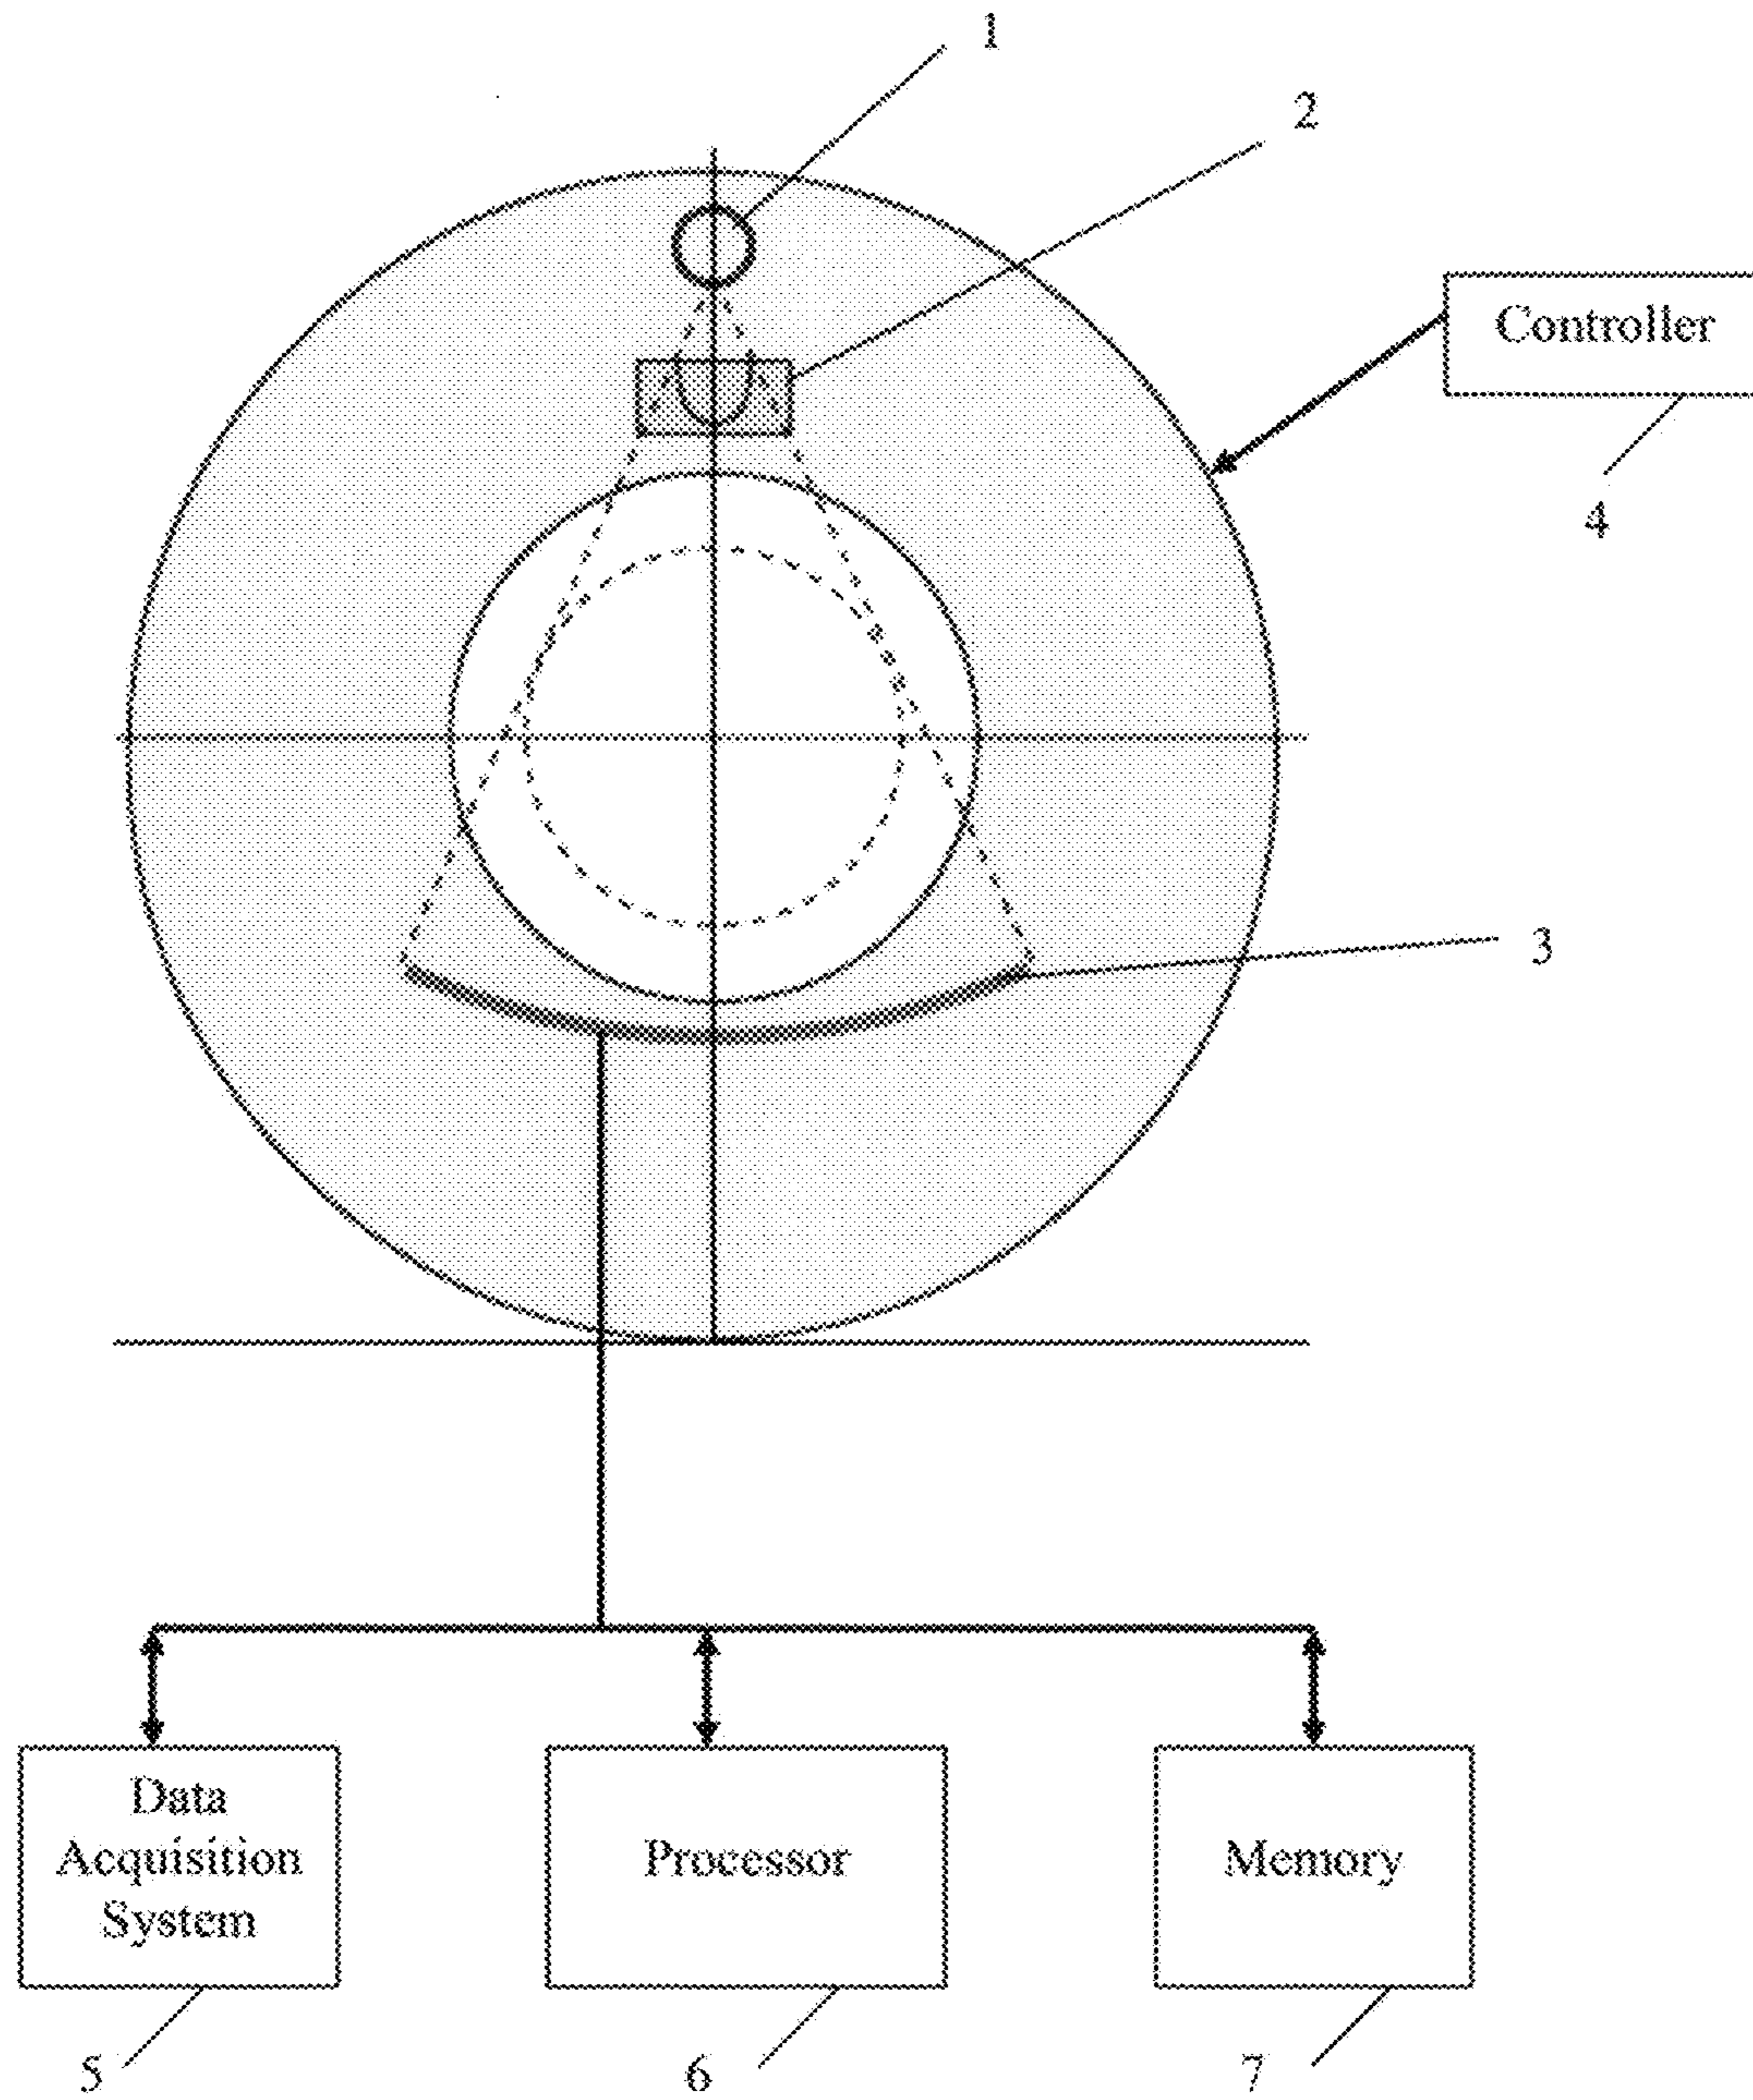 1
2
Controller
4
3
Data
Acquisition
System
Processor
Memory
5
6
7